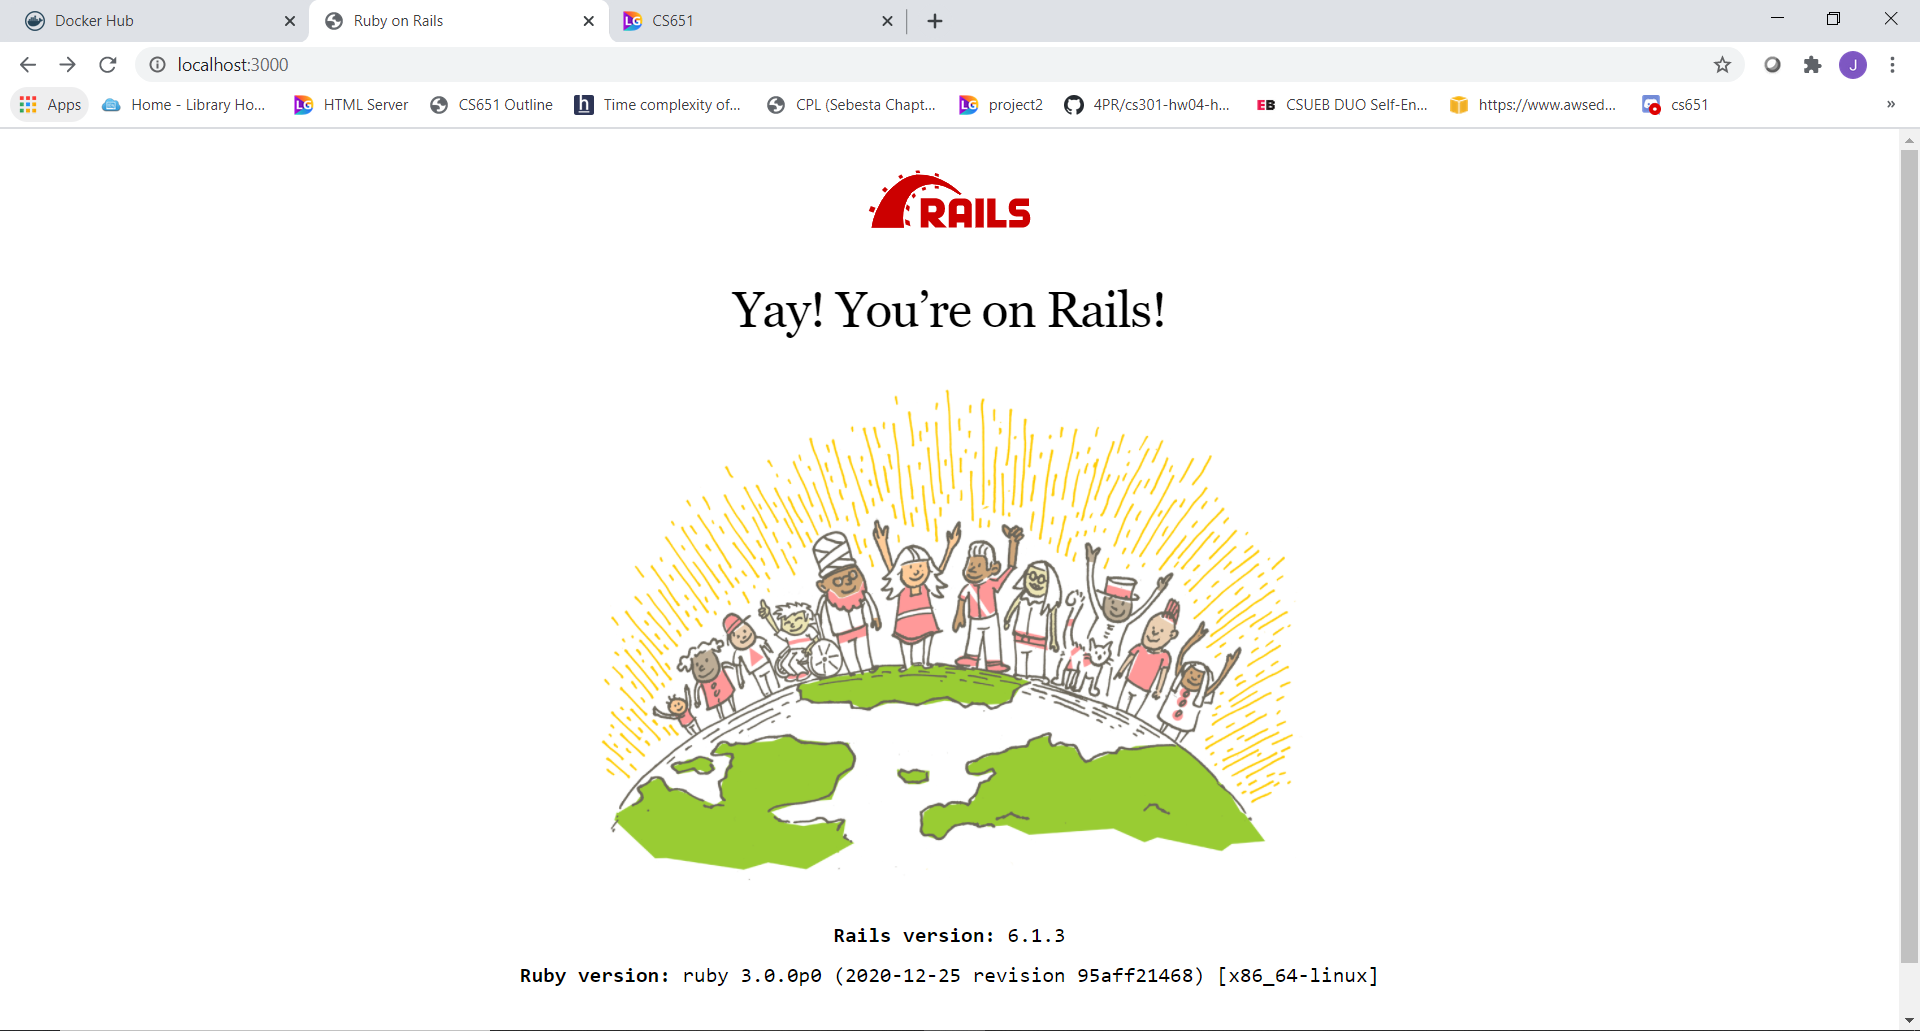 Docker Hub
Ruby on Rails
CS651
localhost:3000
J
Apps
Home - Library Ho...
HTML Server
CS651 Outline
Time complexity of...
CPL (Sebesta Chapt...
project2
4PR/cs301-hw04-h...
CSUEB DUO Self-En...
https://www.awsed...
cs651
»
RAILS
Yay! You’re on Rails!
Rails version: 6.1.3
Ruby version: ruby 3.0.0p0 (2020-12-25 revision 95aff21468) [x86_64-linux]